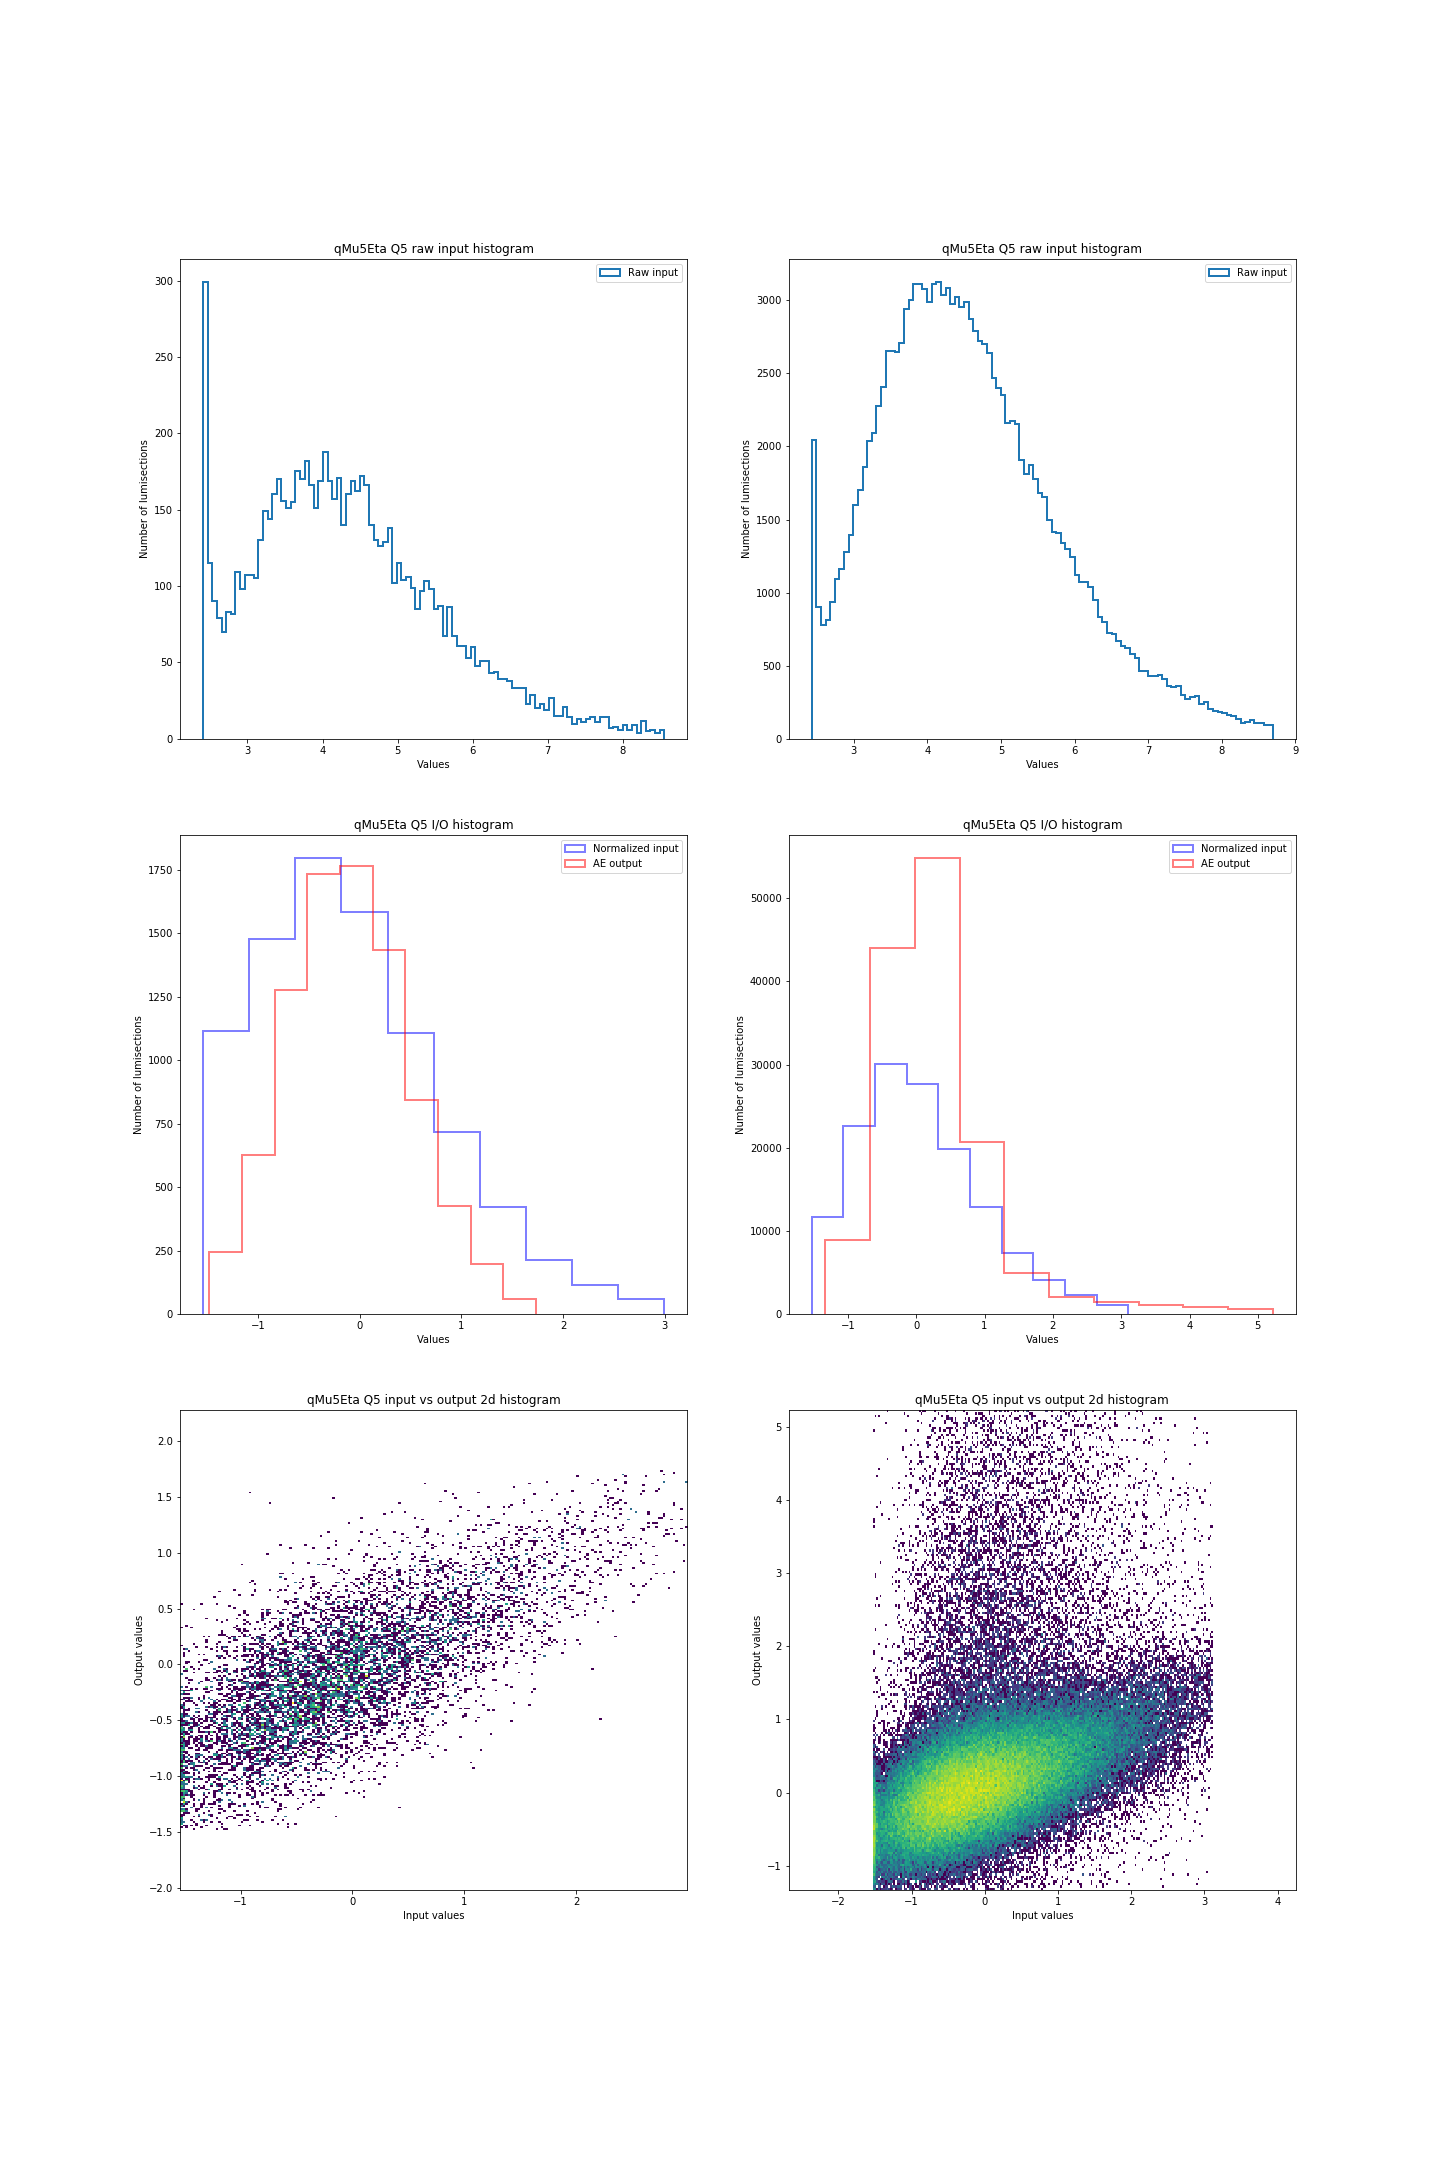 qMu5Eta Q5 raw input histogram
Raw input
300
250
200
150
100
50
0
Number of lumisections
3 4 5 6 7 8
Values
qMu5Eta Q5 raw input histogram
Raw input
3000
2500
2000
1500
1000
500
0
Number of lumisections
3 4 5 6 7 8 9
Values
qMu5Eta Q5 I/O histogram
Normalized input
AE output
1750
1500
1250
1000
750
500
250
0
Number of lumisections
−1 0 1 2 3
Values
qMu5Eta Q5 I/O histogram
Normalized input
AE output
50000
40000
30000
20000
10000
0
Number of lumisections
−1 0 1 2 3 4 5
Values
qMu5Eta Q5 input vs output 2d histogram
2.0
1.5
1.0
0.5
0.0
−0.5
−1.0
−1.5
−2.0
Output values
−1 0 1 2
Input values
qMu5Eta Q5 input vs output 2d histogram
5
4
3
2
1
0
−1
Output values
−2 −1 0 1 2 3 4
Input values